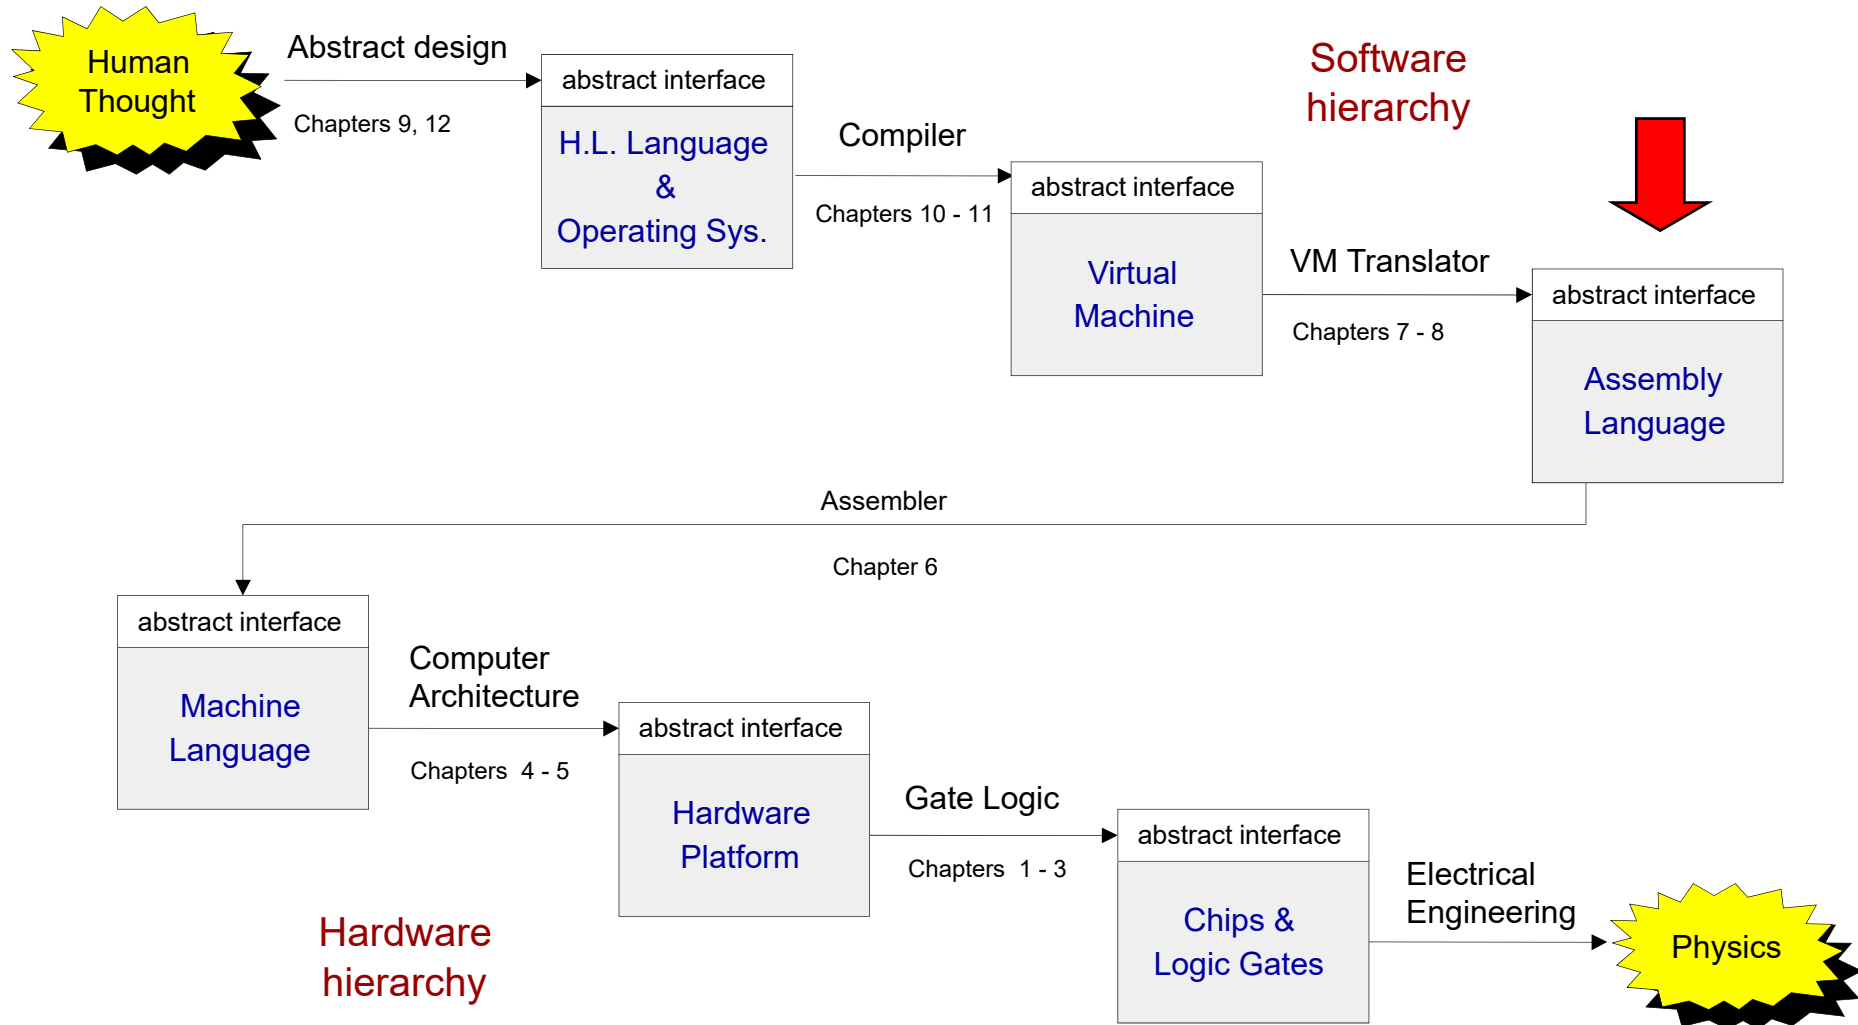 Human
Thought
Abstract design
Chapters 9, 12
abstract interface
H.L. Language
&
Operating Sys.
Compiler
Chapters 10 - 11
abstract interface
Virtual
Machine
Software
hierarchy
VM Translator
Chapters 7 - 8
abstract interface
Assembly
Language
Assembler
Chapter 6
abstract interface
Machine
Language
Computer
Architecture
Chapters 4 - 5
abstract interface
Hardware
Platform
Gate Logic
Chapters 1 - 3
abstract interface
Chips &
Logic Gates
Electrical
Engineering
Physics
Hardware
hierarchy